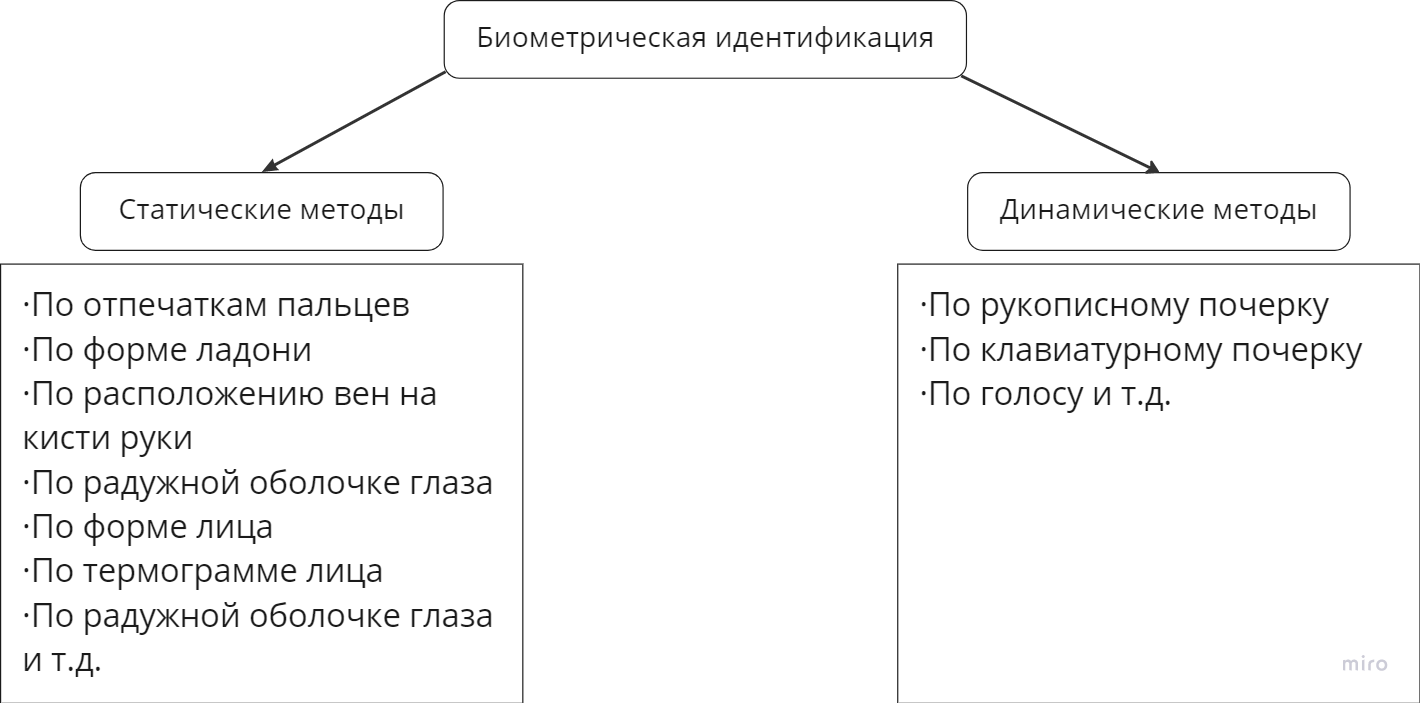 Биометрическая идентификация
Статические методы
Динамические методы
·По отпечаткам пальцев
·По форме ладони
·По расположению вен на
кисти руки
·По радужной оболочке глаза
·По форме лица
·По термограмме лица
·По радужной оболочке глаза
и т.д.
·По рукописному почерку
·По клавиатурному почерку
·По голосу и т.д.
miro